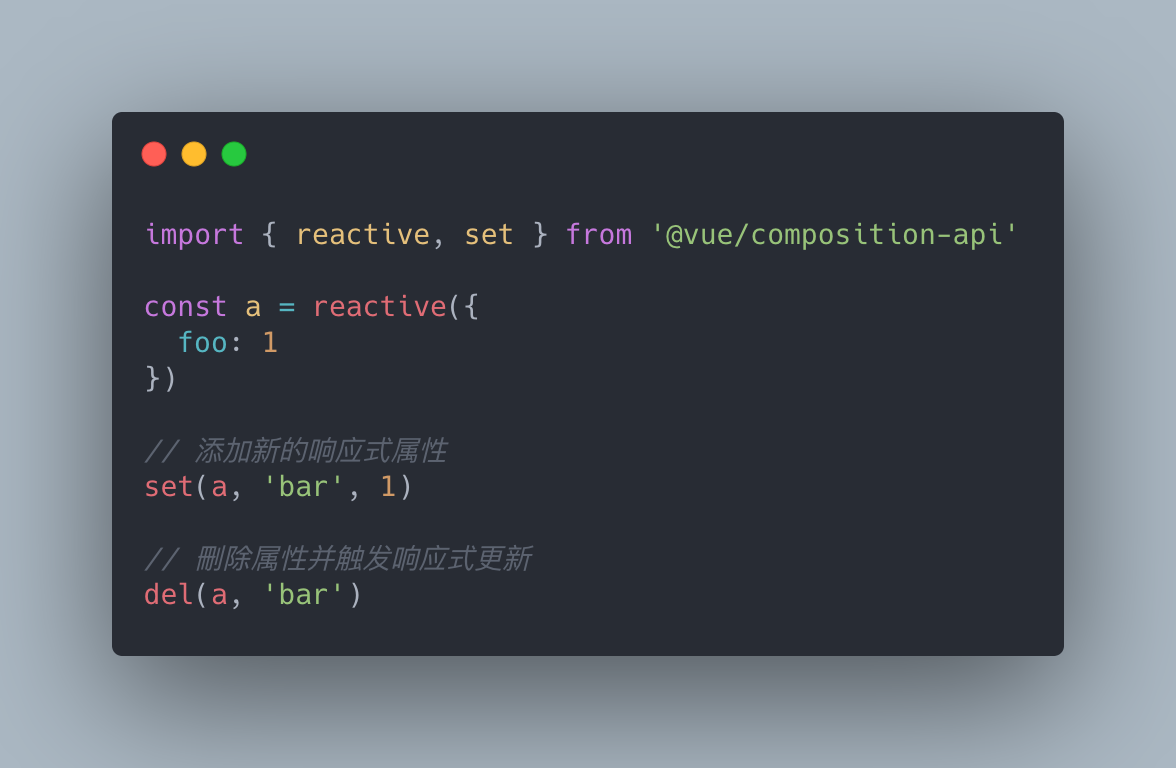 import { reactive, set } from '@vue/composition-api'
const a = reactive({
  foo: 1
})
// 添加新的响应式属性
set(a, 'bar', 1)
// 刪除属性并触发响应式更新
del(a, 'bar')